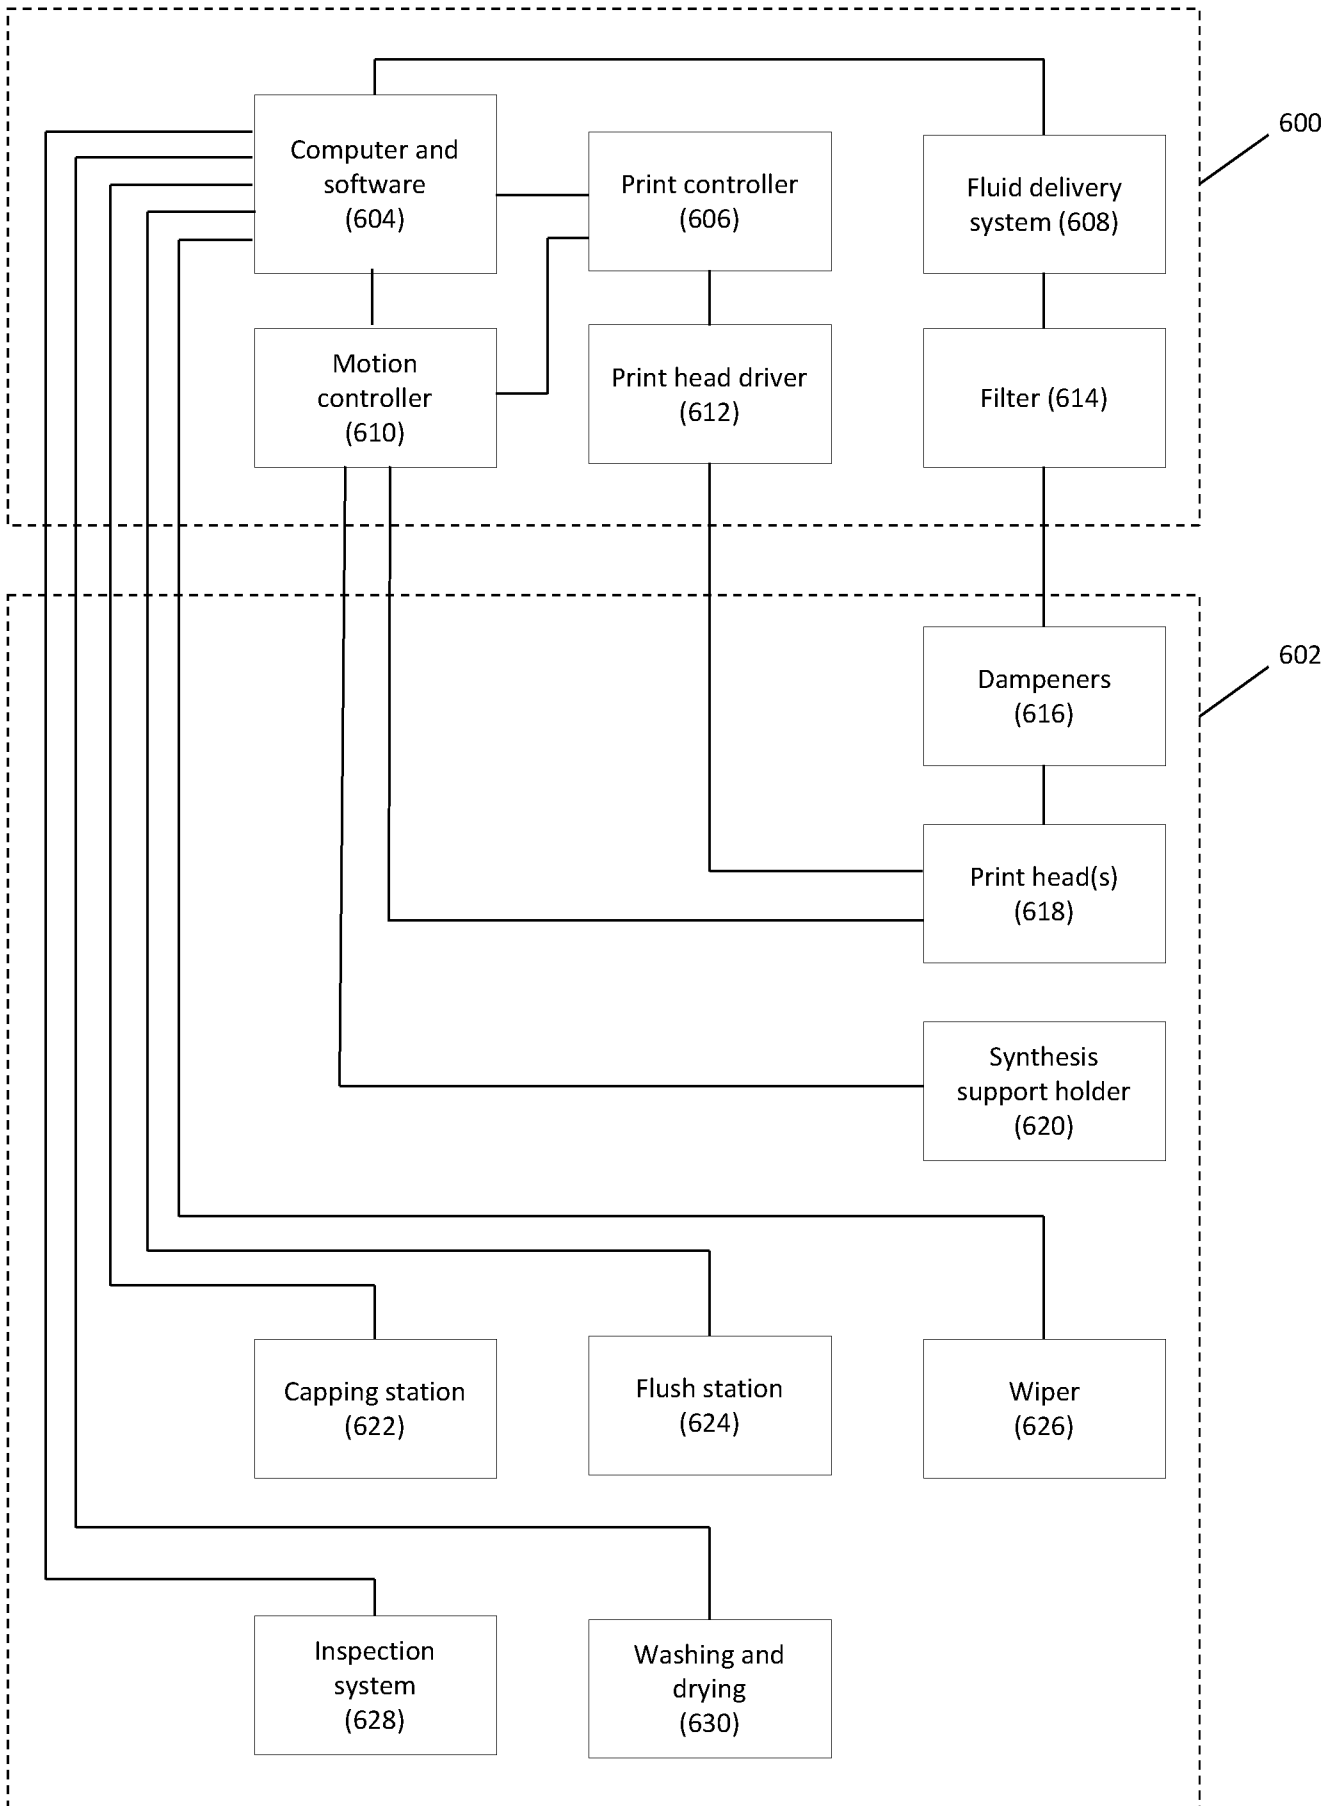 600
Computer and
software
(604)
Print controller
(606)
Fluid delivery
system (608)
Motion
controller
(610)
Print head driver
(612)
Filter (614)
602
Dampeners
(616)
Print head(s)
(618)
Synthesis
support holder
(620)
Capping station
(622)
Flush station
(624)
Wiper
(626)
Inspection
system
(628)
Washing and
drying
(630)